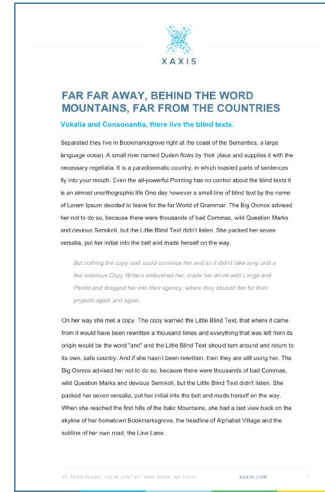 XAXIS
FAR FAR AWAY, BEHIND THE WORD
MOUNTAINS, FAR FROM THE COUNTRIES
Vokalia and Consonantia, there live the blind texts.
Separated they live in Bookmarksgrove right at the coast of the Semantics, a large
language ocean. A small river named Duden flows by their place and supplies it with the
necessary regelialia. It is a paradisematic country, in which roasted parts of sentences
fly into your mouth. Even the all-powerful Pointing has no control about the blind texts it
is an almost unorthographic life One day however a small line of blind text by the name
of Lorem Ipsum decided to leave for the far World of Grammar. The Big Oxmox advised
her not to do so, because there were thousands of bad Commas, wild Question Marks
and devious Semikoli, but the Little Blind Text didn't listen. She packed her seven
versalia, put her initial into the belt and made herself on the way.
But nothing the copy said could convince her and so it didn't take long until a
few insidious Copy Writers ambushed her, made her drunk with Longe and
Parole and dragged her into their agency, where they abused her for their
projects again and again.
On her way she met a copy. The copy warned the Little Blind Text, that where it came
from it would have been rewritten a thousand times and everything that was left from its
origin would be the word "and" and the Little Blind Text should turn around and return to
its own, safe country. And if she hasn't been rewritten, then they are still using her. The
Big Oxmox advised her not to do so, because there were thousands of bad Commas,
wild Question Marks and devious Semikoli, but the Little Blind Text didn't listen. She
packed her seven versalia, put her initial into the belt and made herself on the way.
When she reached the first hills of the Italic Mountains, she had a last view back on the
skyline of her hometown Bookmarksgrove, the headline of Alphabet Village and the
subline of her own road, the Line Lane.
XAXIS.COM